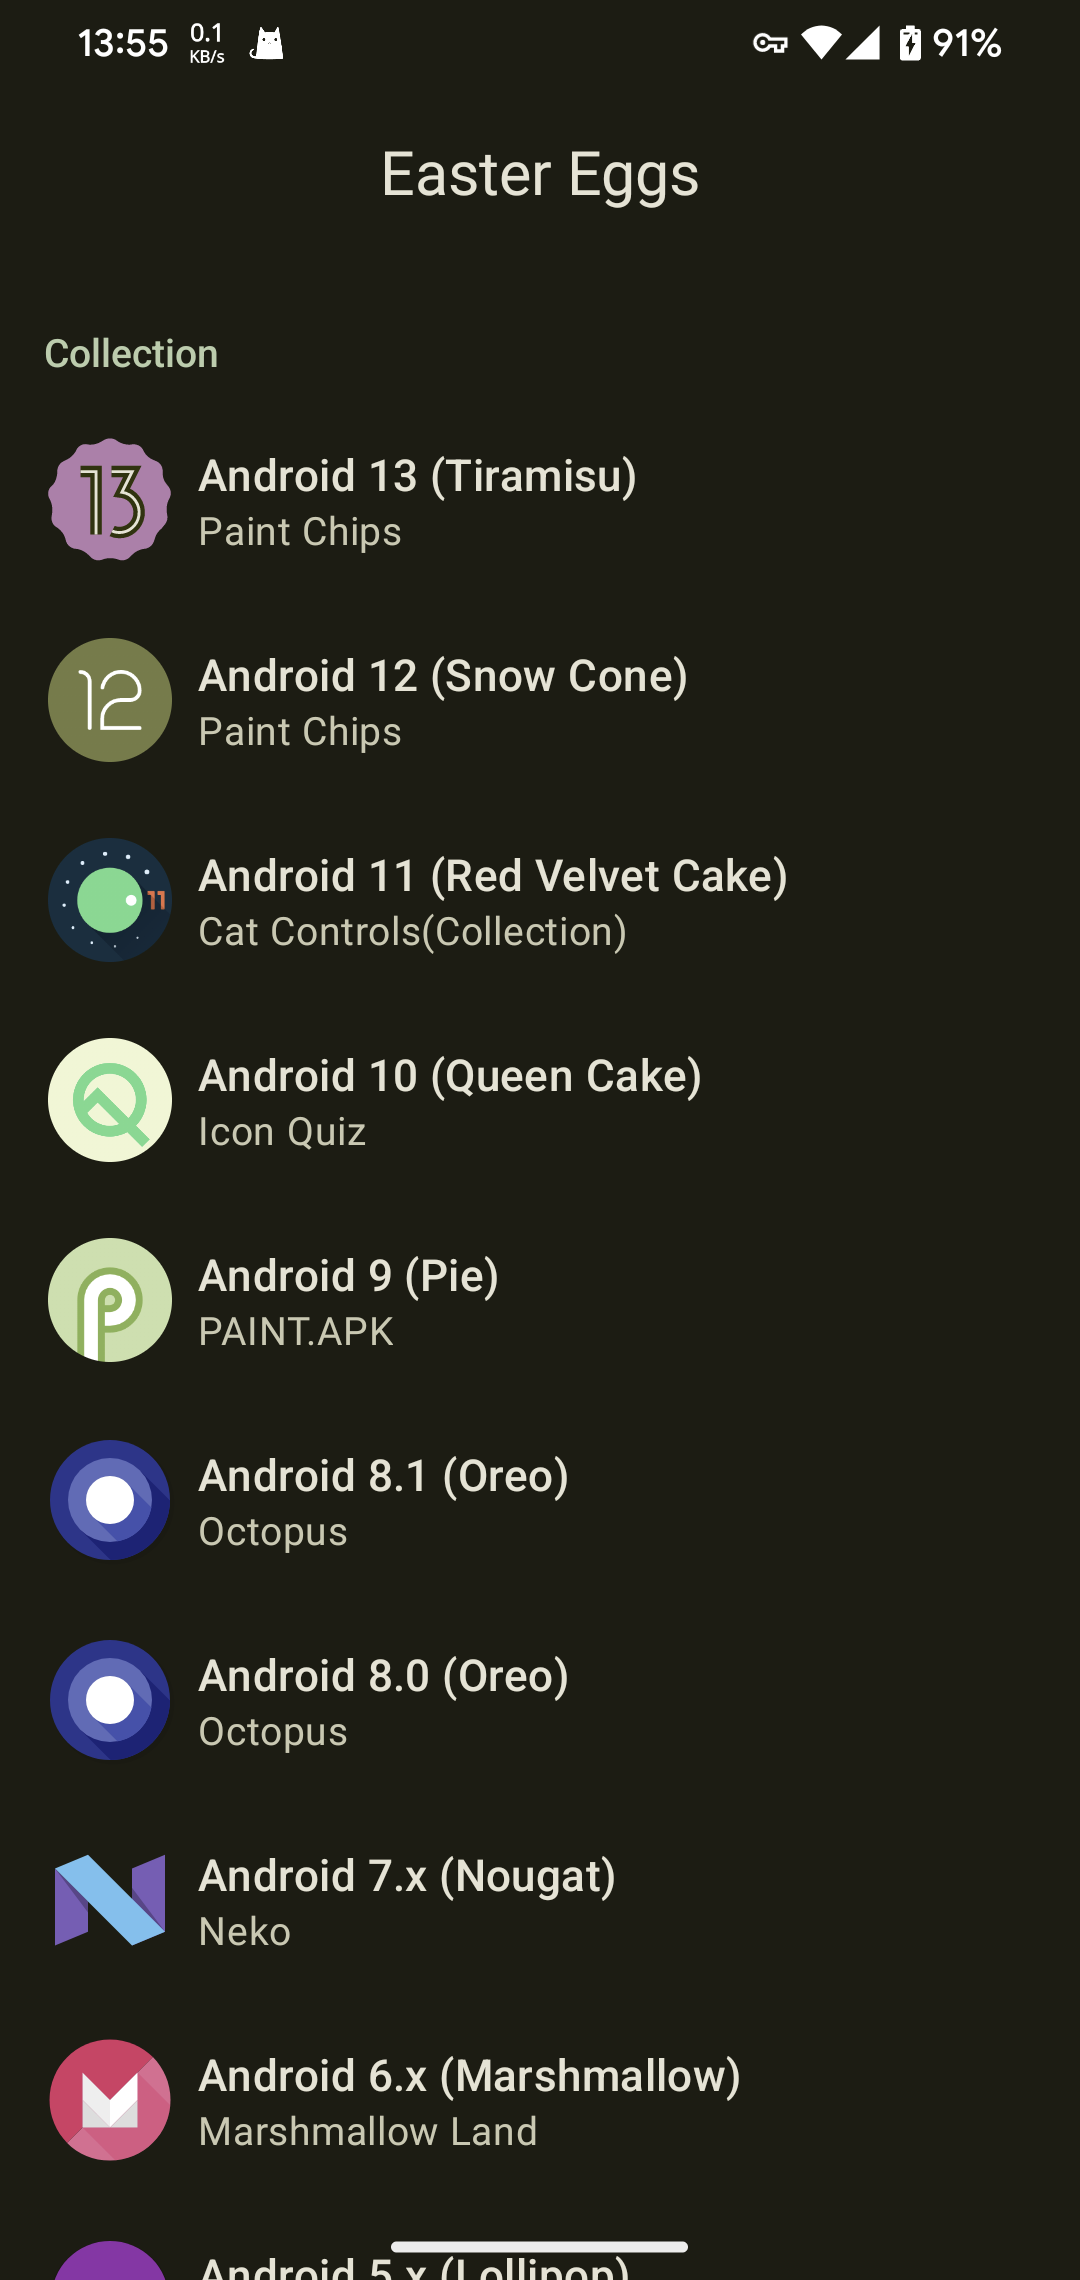 13:55 0.1 KB/s 91%
Easter Eggs
Collection
13
Android 13 (Tiramisu)
Paint Chips
12
Android 12 (Snow Cone)
Paint Chips
11
Android 11 (Red Velvet Cake)
Cat Controls(Collection)
Android 10 (Queen Cake)
Icon Quiz
Android 9 (Pie)
PAINT.APK
Android 8.1 (Oreo)
Octopus
Android 8.0 (Oreo)
Octopus
Android 7.x (Nougat)
Neko
Android 6.x (Marshmallow)
Marshmallow Land
Android 5.x (Lollipop)